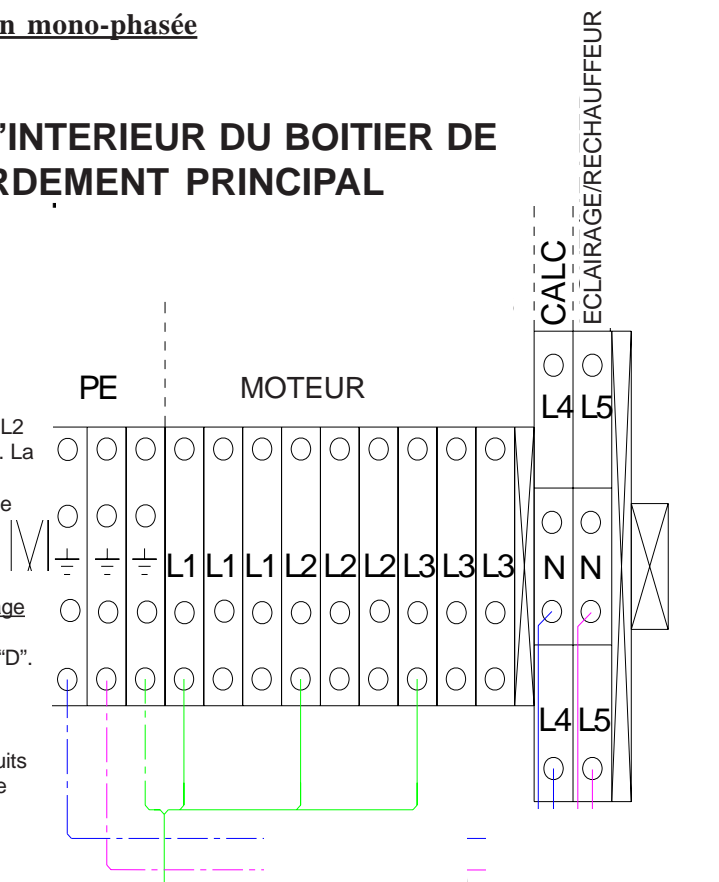 n mono-phasée
'INTERIEUR DU BOITIER DE
RDEMENT PRINCIPAL
CALC
ECLAIRAGE/RECHAUFFEUR
PE
MOTEUR
L4 L5
L2
. La
e
L1 L1 L1 L2 L2 L2 L3 L3 L3
N N
age
"D".
L4 L5
uits
e